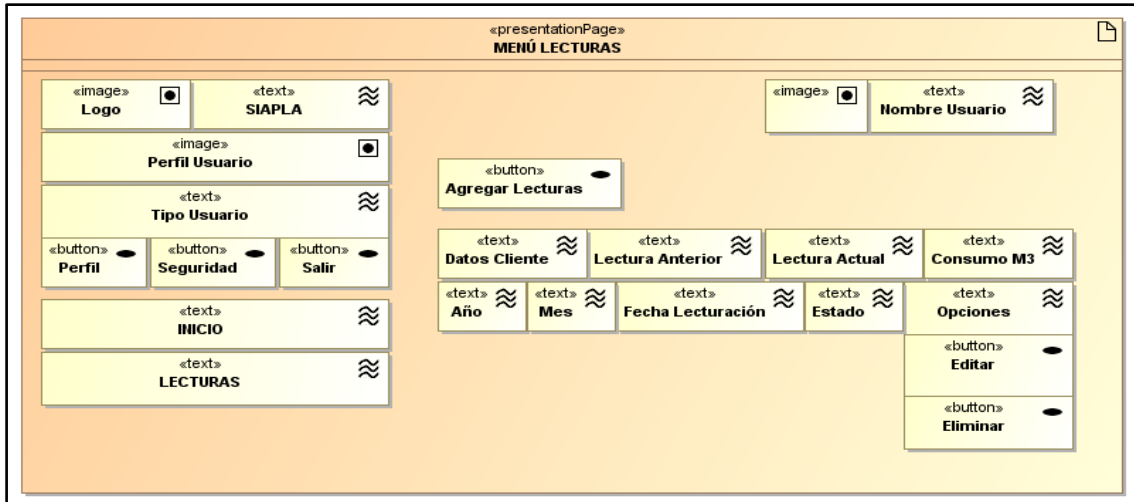 «presentationPage»
MENÚ LECTURAS
«image»
Logo
«text»
SIAPLA
«image»
«text»
Nombre Usuario
«image»
Perfil Usuario
«text»
Tipo Usuario
«button»
Perfil
«button»
Seguridad
«button»
Salir
«text»
INICIO
«text»
LECTURAS
«button»
Agregar Lecturas
«text»
Datos Cliente
«text»
Lectura Anterior
«text»
Lectura Actual
«text»
Consumo M3
«text»
Año
«text»
Mes
«text»
Fecha Lecturación
«text»
Estado
«text»
Opciones
«button»
Editar
«button»
Eliminar